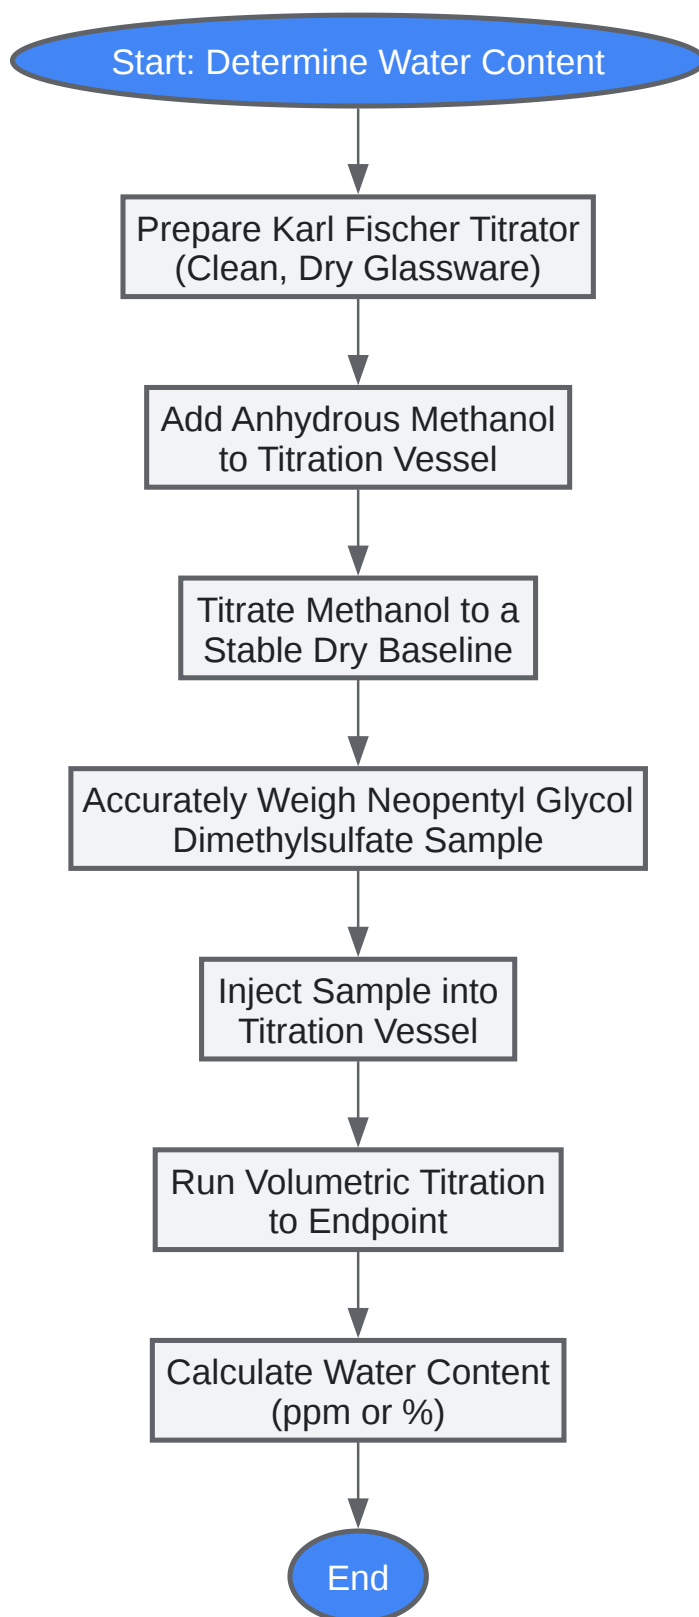 Start: Determine Water Content
Prepare Karl Fischer Titrator
(Clean, Dry Glassware)
Add Anhydrous Methanol
to Titration Vessel
Titrate Methanol to a
Stable Dry Baseline
Accurately Weigh Neopentyl Glycol
Dimethylsulfate Sample
Inject Sample into
Titration Vessel
Run Volumetric Titration
to Endpoint
Calculate Water Content
(ppm or %)
End